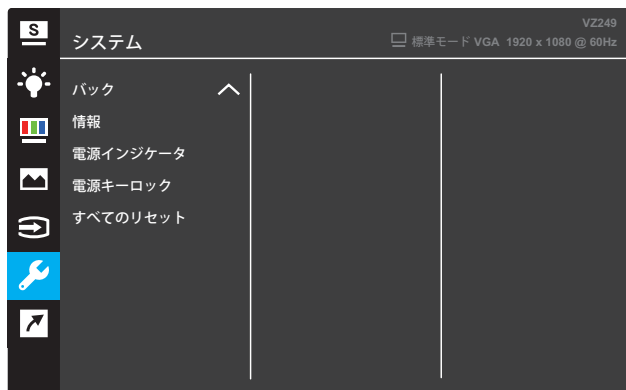 S
VZ249
システム
標準モード VGA 1920 x 1080 @ 60Hz
バック
情報
電源インジケータ
電源キーロック
すべてのリセット